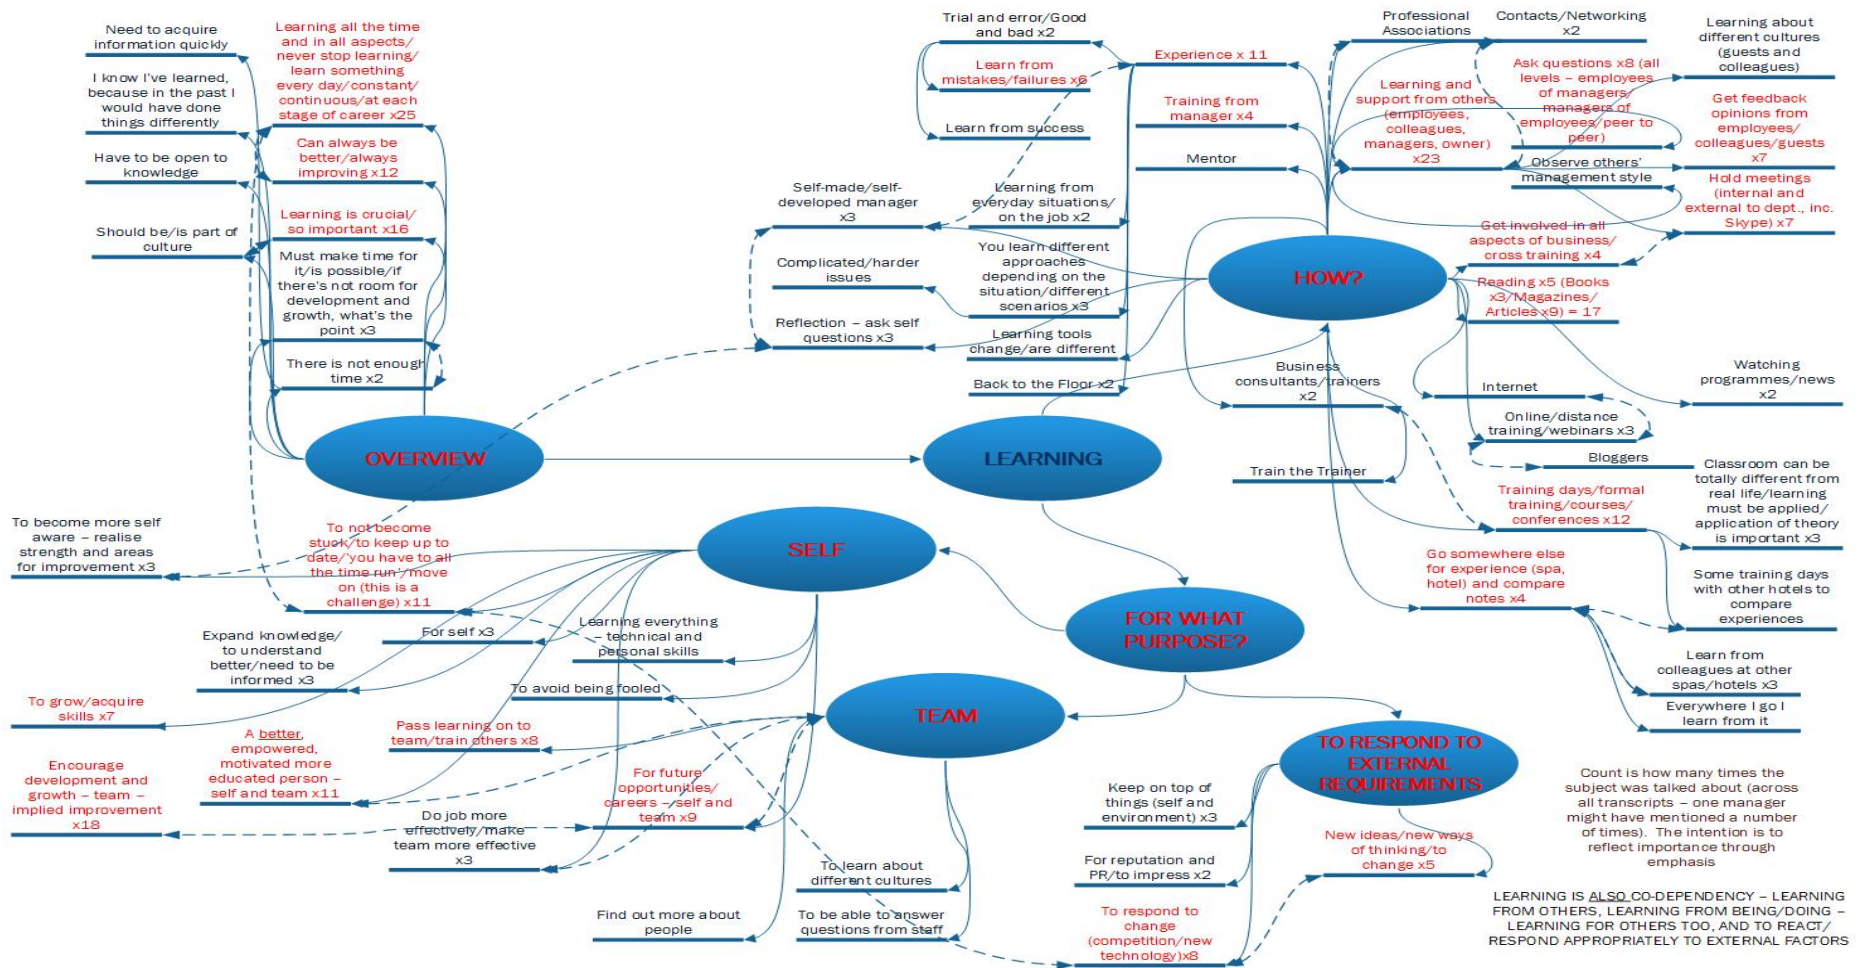 Need to acquire
information quickly
I know I've learned,
because in the past I
would have done
things differently
Have to be open to
knowledge
Should be/is part of
culture
Learning all the time
and in all aspects/
never stop learning/
learn something
every day/constant/
continuous/at each
stage of career x25
Can always be
better/always
improving x12
Learning is crucial/
so important x16
Must make time for
it/is possible/if
there's not room for
development and
growth, what's the
point x3
There is not enough
time x2
OVERVIEW
LEARNING
Trial and error/Good
and bad x2
Learn from
mistakes/failures x6
Learn from success
Experience x 11
Training from
manager x4
Mentor
Self-made/self-
developed manager
x3
Complicated/harder
issues
Reflection – ask self
questions x3
Learning from
everyday situations/
on the job x2
You learn different
approaches
depending on the
situation/different
scenarios x3
Learning tools
change/are different
Back to the Floor x2
HOW?
Professional
Associations
Contacts/Networking
x2
Learning and
support from others
(employees,
colleagues,
managers, owner)
x23
Ask questions x8 (all
levels – employees
of managers/
managers of
employees/peer to
peer)
Observe others'
management style
Learning about
different cultures
(guests and
colleagues)
Get feedback
opinions from
employees/
colleagues/guests
x7
Hold meetings
(internal and
external to dept., inc.
Skype) x7
Get involved in all
aspects of business/
cross training x4
Reading x5 (Books
x3/Magazines/
Articles x9) = 17
Business
consultants/trainers
x2
Train the Trainer
Internet
Online/distance
training/webinars x3
Bloggers
Watching
programmes/news
x2
Training days/formal
training/courses/
conferences x12
Classroom can be
totally different from
real life/learning
must be applied/
application of theory
is important x3
Go somewhere else
for experience (spa,
hotel) and compare
notes x4
Some training days
with other hotels to
compare
experiences
Learn from
colleagues at other
spas/hotels x3
Everywhere I go I
learn from it
FOR WHAT
PURPOSE?
SELF
To become more self
aware – realise
strength and areas
for improvement x3
To not become
stuck/to keep up to
date/'you have to all
the time run'/move
on (this is a
challenge) x11
For self x3
Expand knowledge/
to understand
better/need to be
informed x3
Learning everything
– technical and
personal skills
To avoid being fooled
To grow/acquire
skills x7
A better,
empowered,
motivated more
educated person –
self and team x11
TEAM
Pass learning on to
team/train others x8
Encourage
development and
growth – team –
implied improvement
x18
For future
opportunities/
careers – self and
team x9
Do job more
effectively/make
team more effective
x3
To learn about
different cultures
Find out more about
people
To be able to answer
questions from staff
TO RESPOND TO
EXTERNAL
REQUIREMENTS
Keep on top of
things (self and
environment) x3
For reputation and
PR/to impress x2
To respond to
change
(competition/new
technology)x8
New ideas/new ways
of thinking/to
change x5
Count is how many times the
subject was talked about (across
all transcripts – one manager
might have mentioned a number
of times). The intention is to
reflect importance through
emphasis
LEARNING IS ALSO CO-DEPENDENCY – LEARNING
FROM OTHERS, LEARNING FROM BEING/DOING –
LEARNING FOR OTHERS TOO, AND TO REACT/
RESPOND APPROPRIATELY TO EXTERNAL FACTORS